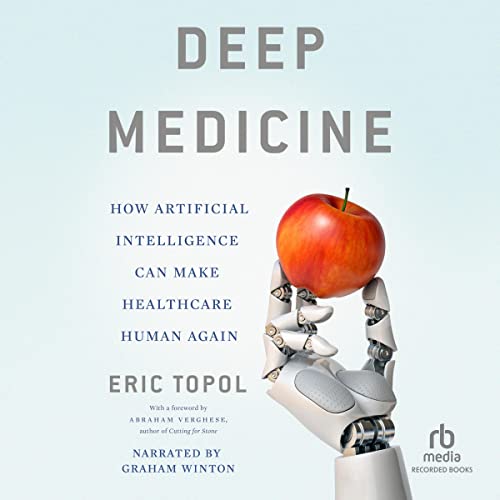 DEEP
MEDICINE
HOW ARTIFICIAL
INTELLIGENCE
CAN MAKE
HEALTHCARE
HUMAN AGAIN
ERIC TOPOL
With a foreword by
ABRAHAM VERGHESE,
author of Cutting for Stone
NARRATED BY
GRAHAM WINTON
rb
media
RECORDED BOOKS